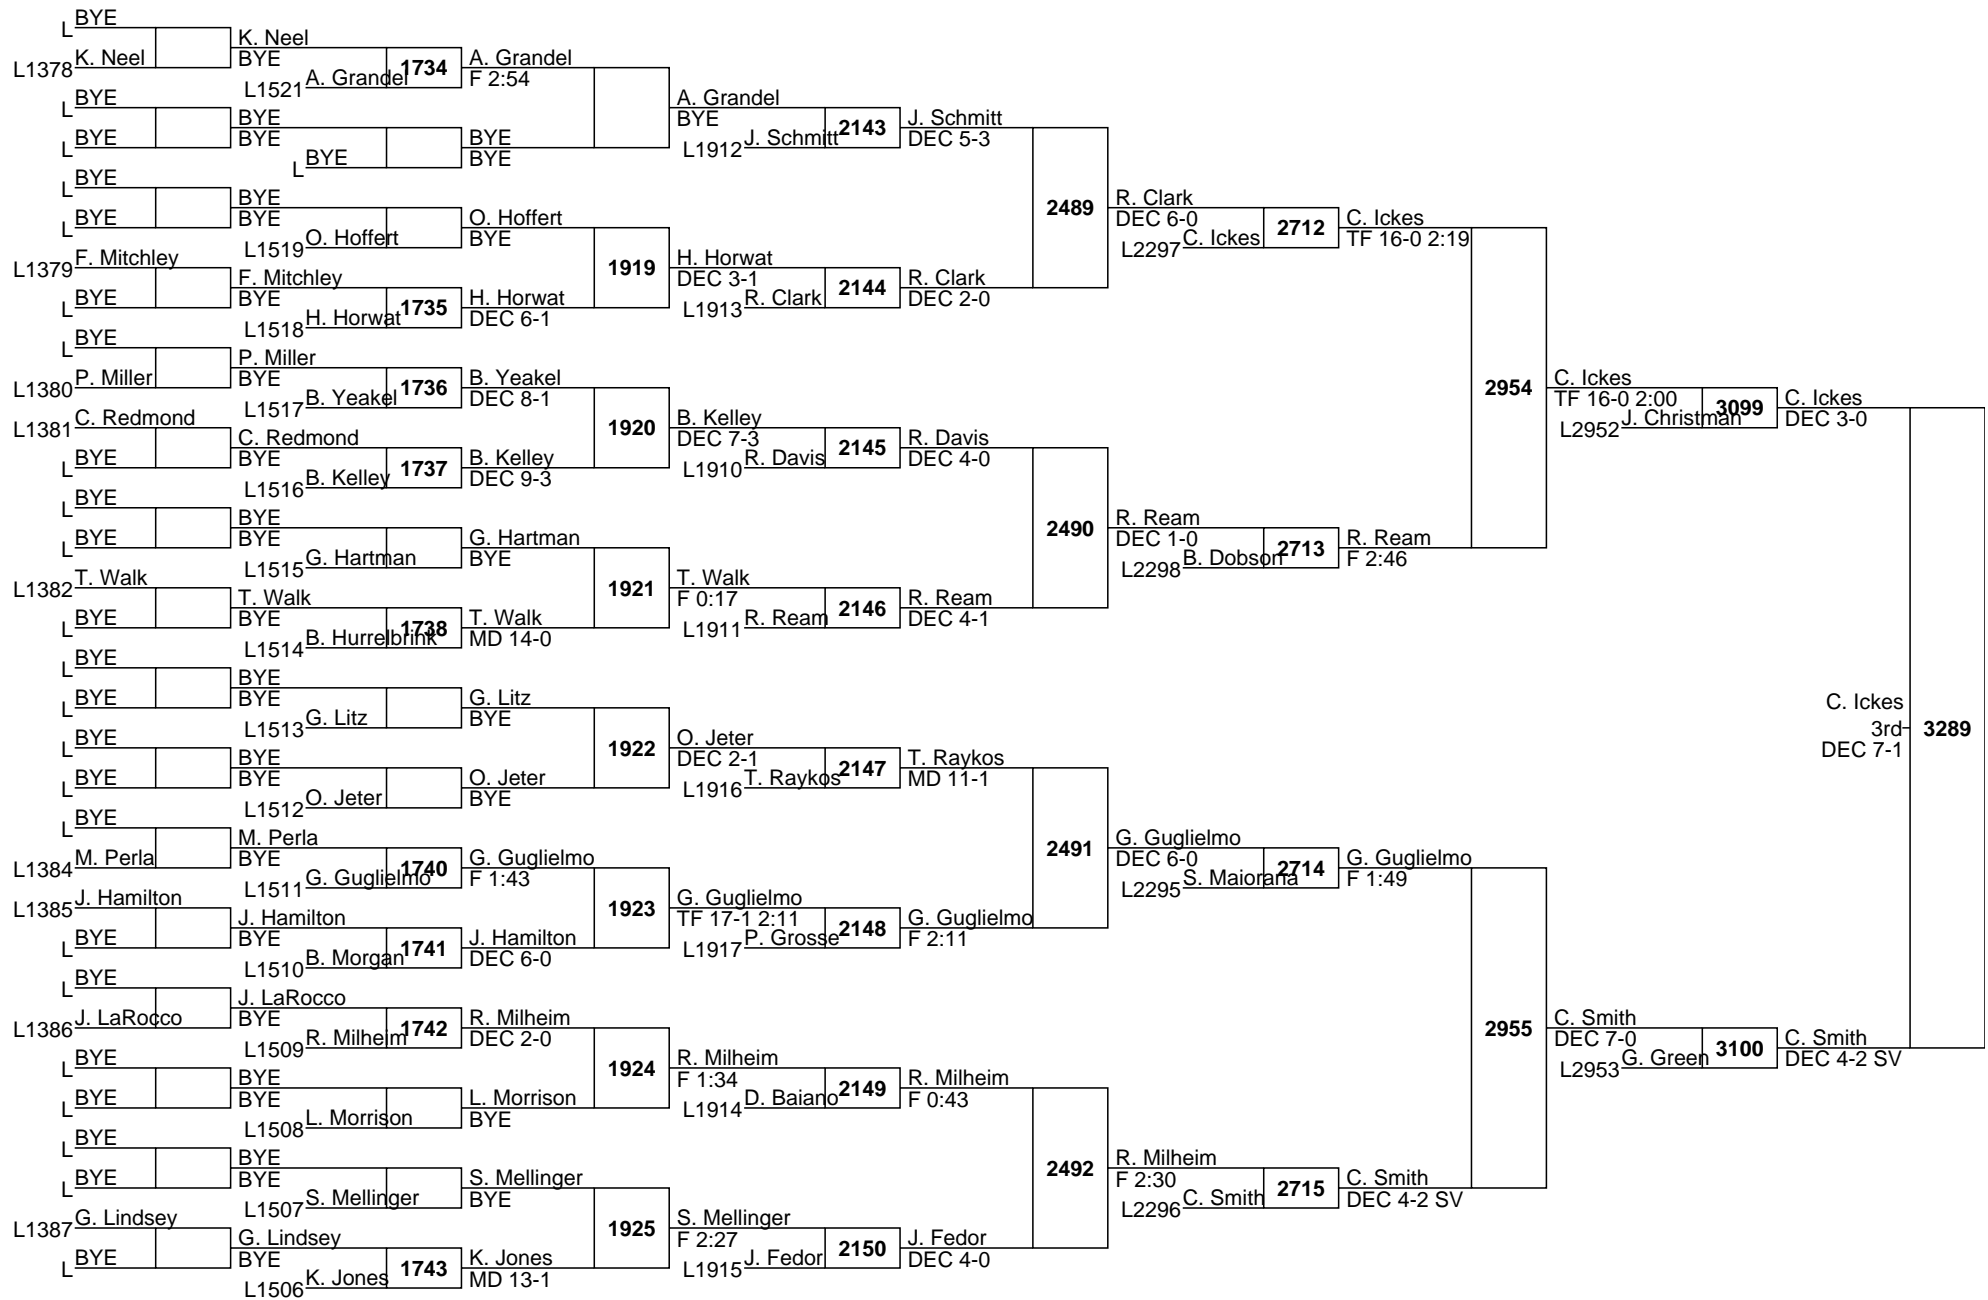 BYE
L
K. Neel
L1378
BYE
L
BYE
L
BYE
L
BYE
L
F. Mitchley
L1379
BYE
L
BYE
L
P. Miller
L1380
C. Redmond
L1381
BYE
L
BYE
L
BYE
L
T. Walk
L1382
BYE
L
BYE
L
BYE
L
BYE
L
BYE
L
BYE
L
M. Perla
L1384
J. Hamilton
L1385
BYE
L
BYE
L
J. LaRocco
L1386
BYE
L
BYE
L
BYE
L
BYE
L
G. Lindsey
L1387
BYE
L
K. Neel
BYE
L1521 A. Grandel
1734
BYE
BYE
L BYE
BYE
BYE
L1519 O. Hoffert
F. Mitchley
BYE
L1518 H. Horwat
1735
P. Miller
BYE
L1517 B. Yeakel
1736
C. Redmond
BYE
L1516 B. Kelley
1737
BYE
BYE
L1515 G. Hartman
T. Walk
BYE
L1514 B. Hurrelbrink
1738
BYE
BYE
L1513 G. Litz
BYE
BYE
L1512 O. Jeter
M. Perla
BYE
L1511 G. Guglielmo
1740
J. Hamilton
BYE
L1510 B. Morgan
1741
J. LaRocco
BYE
L1509 R. Milheim
1742
BYE
BYE
L1508 L. Morrison
BYE
BYE
L1507 S. Mellinger
G. Lindsey
BYE
L1506 K. Jones
1743
A. Grandel
F 2:54
BYE
BYE
O. Hoffert
BYE
1919
H. Horwat
DEC 6-1
B. Yeakel
DEC 8-1
1920
B. Kelley
DEC 9-3
G. Hartman
BYE
1921
T. Walk
MD 14-0
G. Litz
BYE
1922
O. Jeter
BYE
G. Guglielmo
F 1:43
1923
J. Hamilton
DEC 6-0
R. Milheim
DEC 2-0
1924
L. Morrison
BYE
S. Mellinger
BYE
1925
K. Jones
MD 13-1
A. Grandel
BYE
L1912 J. Schmitt
2143
H. Horwat
DEC 3-1
L1913 R. Clark
2144
B. Kelley
DEC 7-3
L1910 R. Davis
2145
T. Walk
F 0:17
L1911 R. Ream
2146
O. Jeter
DEC 2-1
L1916 T. Raykos
2147
G. Guglielmo
TF 17-1 2:11
L1917 P. Grosse
2148
R. Milheim
F 1:34
L1914 D. Baiano
2149
S. Mellinger
F 2:27
L1915 J. Fedor
2150
J. Schmitt
DEC 5-3
2489
R. Clark
DEC 2-0
R. Davis
DEC 4-0
2490
R. Ream
DEC 4-1
T. Raykos
MD 11-1
2491
G. Guglielmo
F 2:11
R. Milheim
F 0:43
2492
J. Fedor
DEC 4-0
R. Clark
DEC 6-0
L2297 C. Ickes
2712
R. Ream
DEC 1-0
L2298 B. Dobson
2713
G. Guglielmo
DEC 6-0
L2295 S. Maiorana
2714
R. Milheim
F 2:30
L2296 C. Smith
2715
C. Ickes
TF 16-0 2:19
2954
R. Ream
F 2:46
G. Guglielmo
F 1:49
2955
C. Smith
DEC 4-2 SV
C. Ickes
TF 16-0 2:00
L2952 J. Christman
3099
C. Smith
DEC 7-0
L2953 G. Green
3100
C. Ickes
DEC 3-0
C. Ickes
3rd
DEC 7-1
3289
C. Smith
DEC 4-2 SV